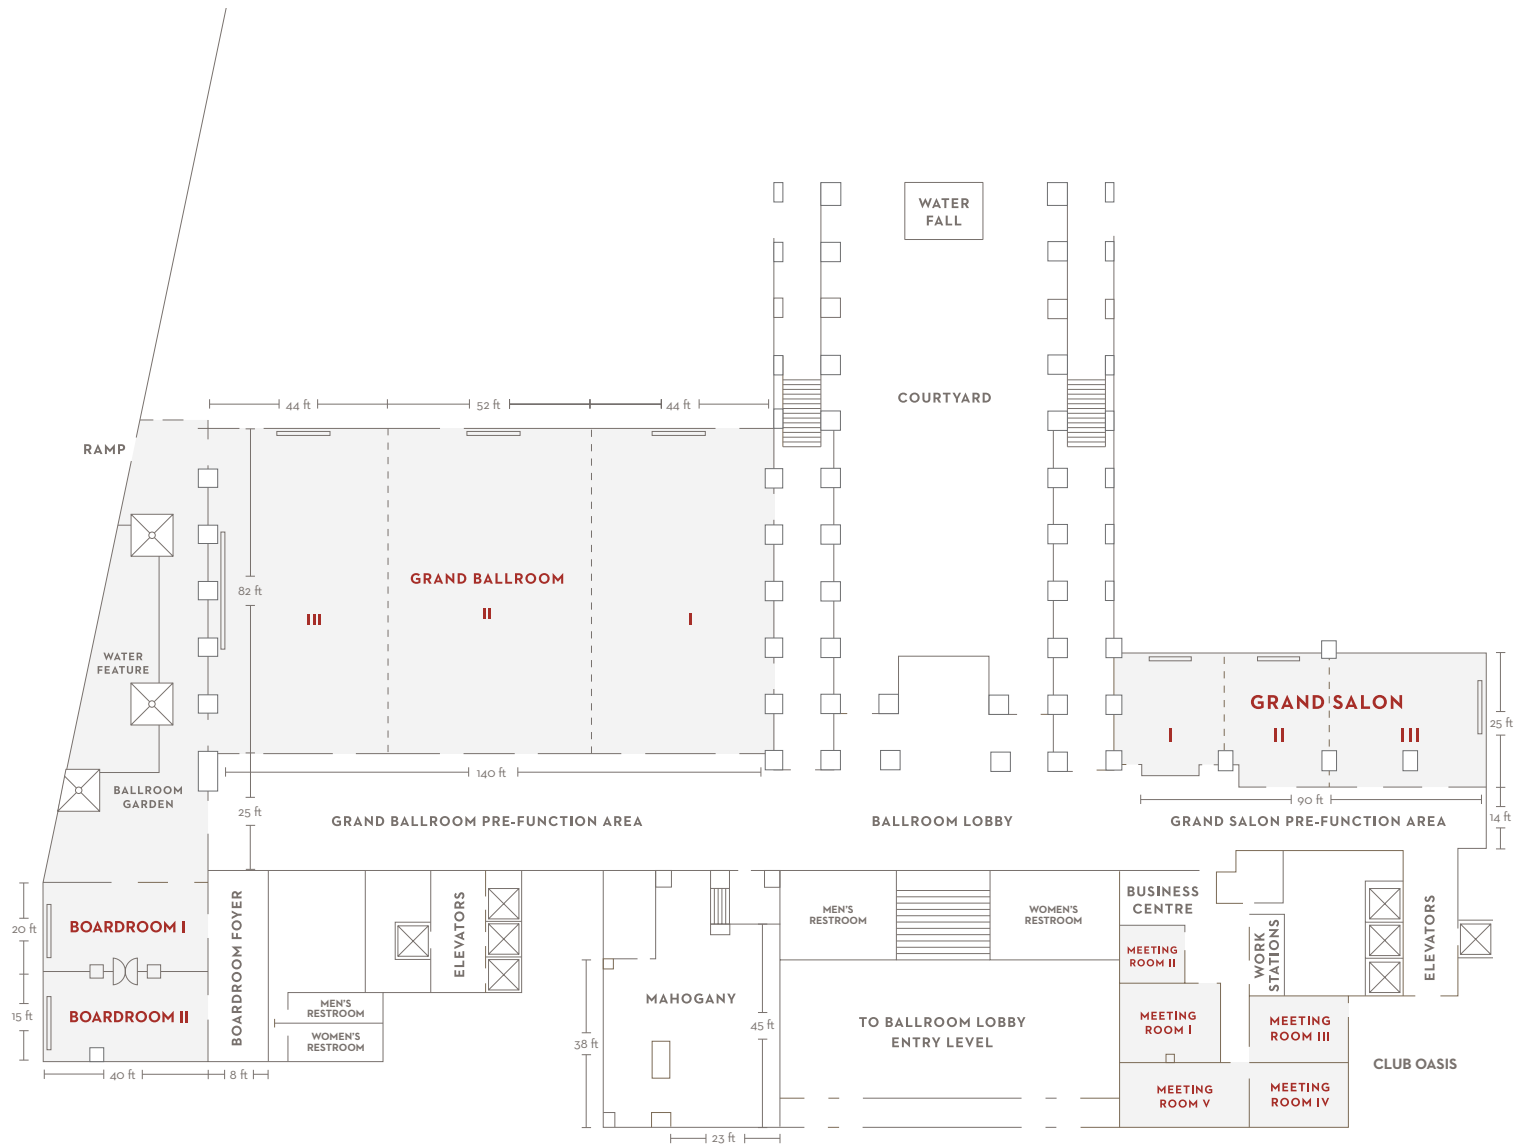 WATER
FALL
COURTYARD
44 ft
52 ft
44 ft
RAMP
82 ft
GRAND BALLROOM
III
II
I
WATER
FEATURE
BALLROOM
GARDEN
140 ft
25 ft
GRAND BALLROOM PRE-FUNCTION AREA
BALLROOM LOBBY
GRAND SALON
I
II
III
25 ft
90 ft
14 ft
GRAND SALON PRE-FUNCTION AREA
20 ft
BOARDROOM I
15 ft
BOARDROOM II
40 ft
8 ft
BOARDROOM FOYER
MEN'S
RESTROOM
WOMEN'S
RESTROOM
ELEVATORS
MAHOGANY
38 ft
45 ft
23 ft
MEN'S
RESTROOM
WOMEN'S
RESTROOM
TO BALLROOM LOBBY
ENTRY LEVEL
BUSINESS
CENTRE
MEETING
ROOM II
MEETING
ROOM I
MEETING
ROOM V
WORK
STATIONS
MEETING
ROOM III
MEETING
ROOM IV
ELEVATORS
CLUB OASIS